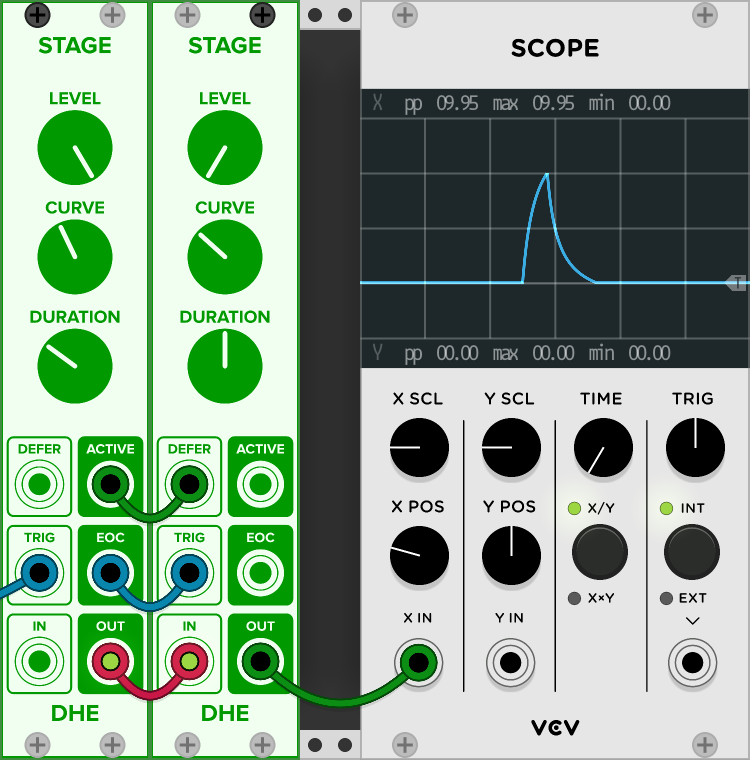 STAGE
LEVEL
CURVE
DURATION
DEFER ACTIVE
TRIG EOC
IN OUT
DHE
STAGE
LEVEL
CURVE
DURATION
DEFER ACTIVE
TRIG EOC
IN OUT
DHE
SCOPE
X pp 09.95 max 09.95 min 00.00
T
Y pp 00.00 max 00.00 min 00.00
X SCL Y SCL TIME TRIG
X POS Y POS X/Y INT
X×Y EXT
X IN Y IN
VCV